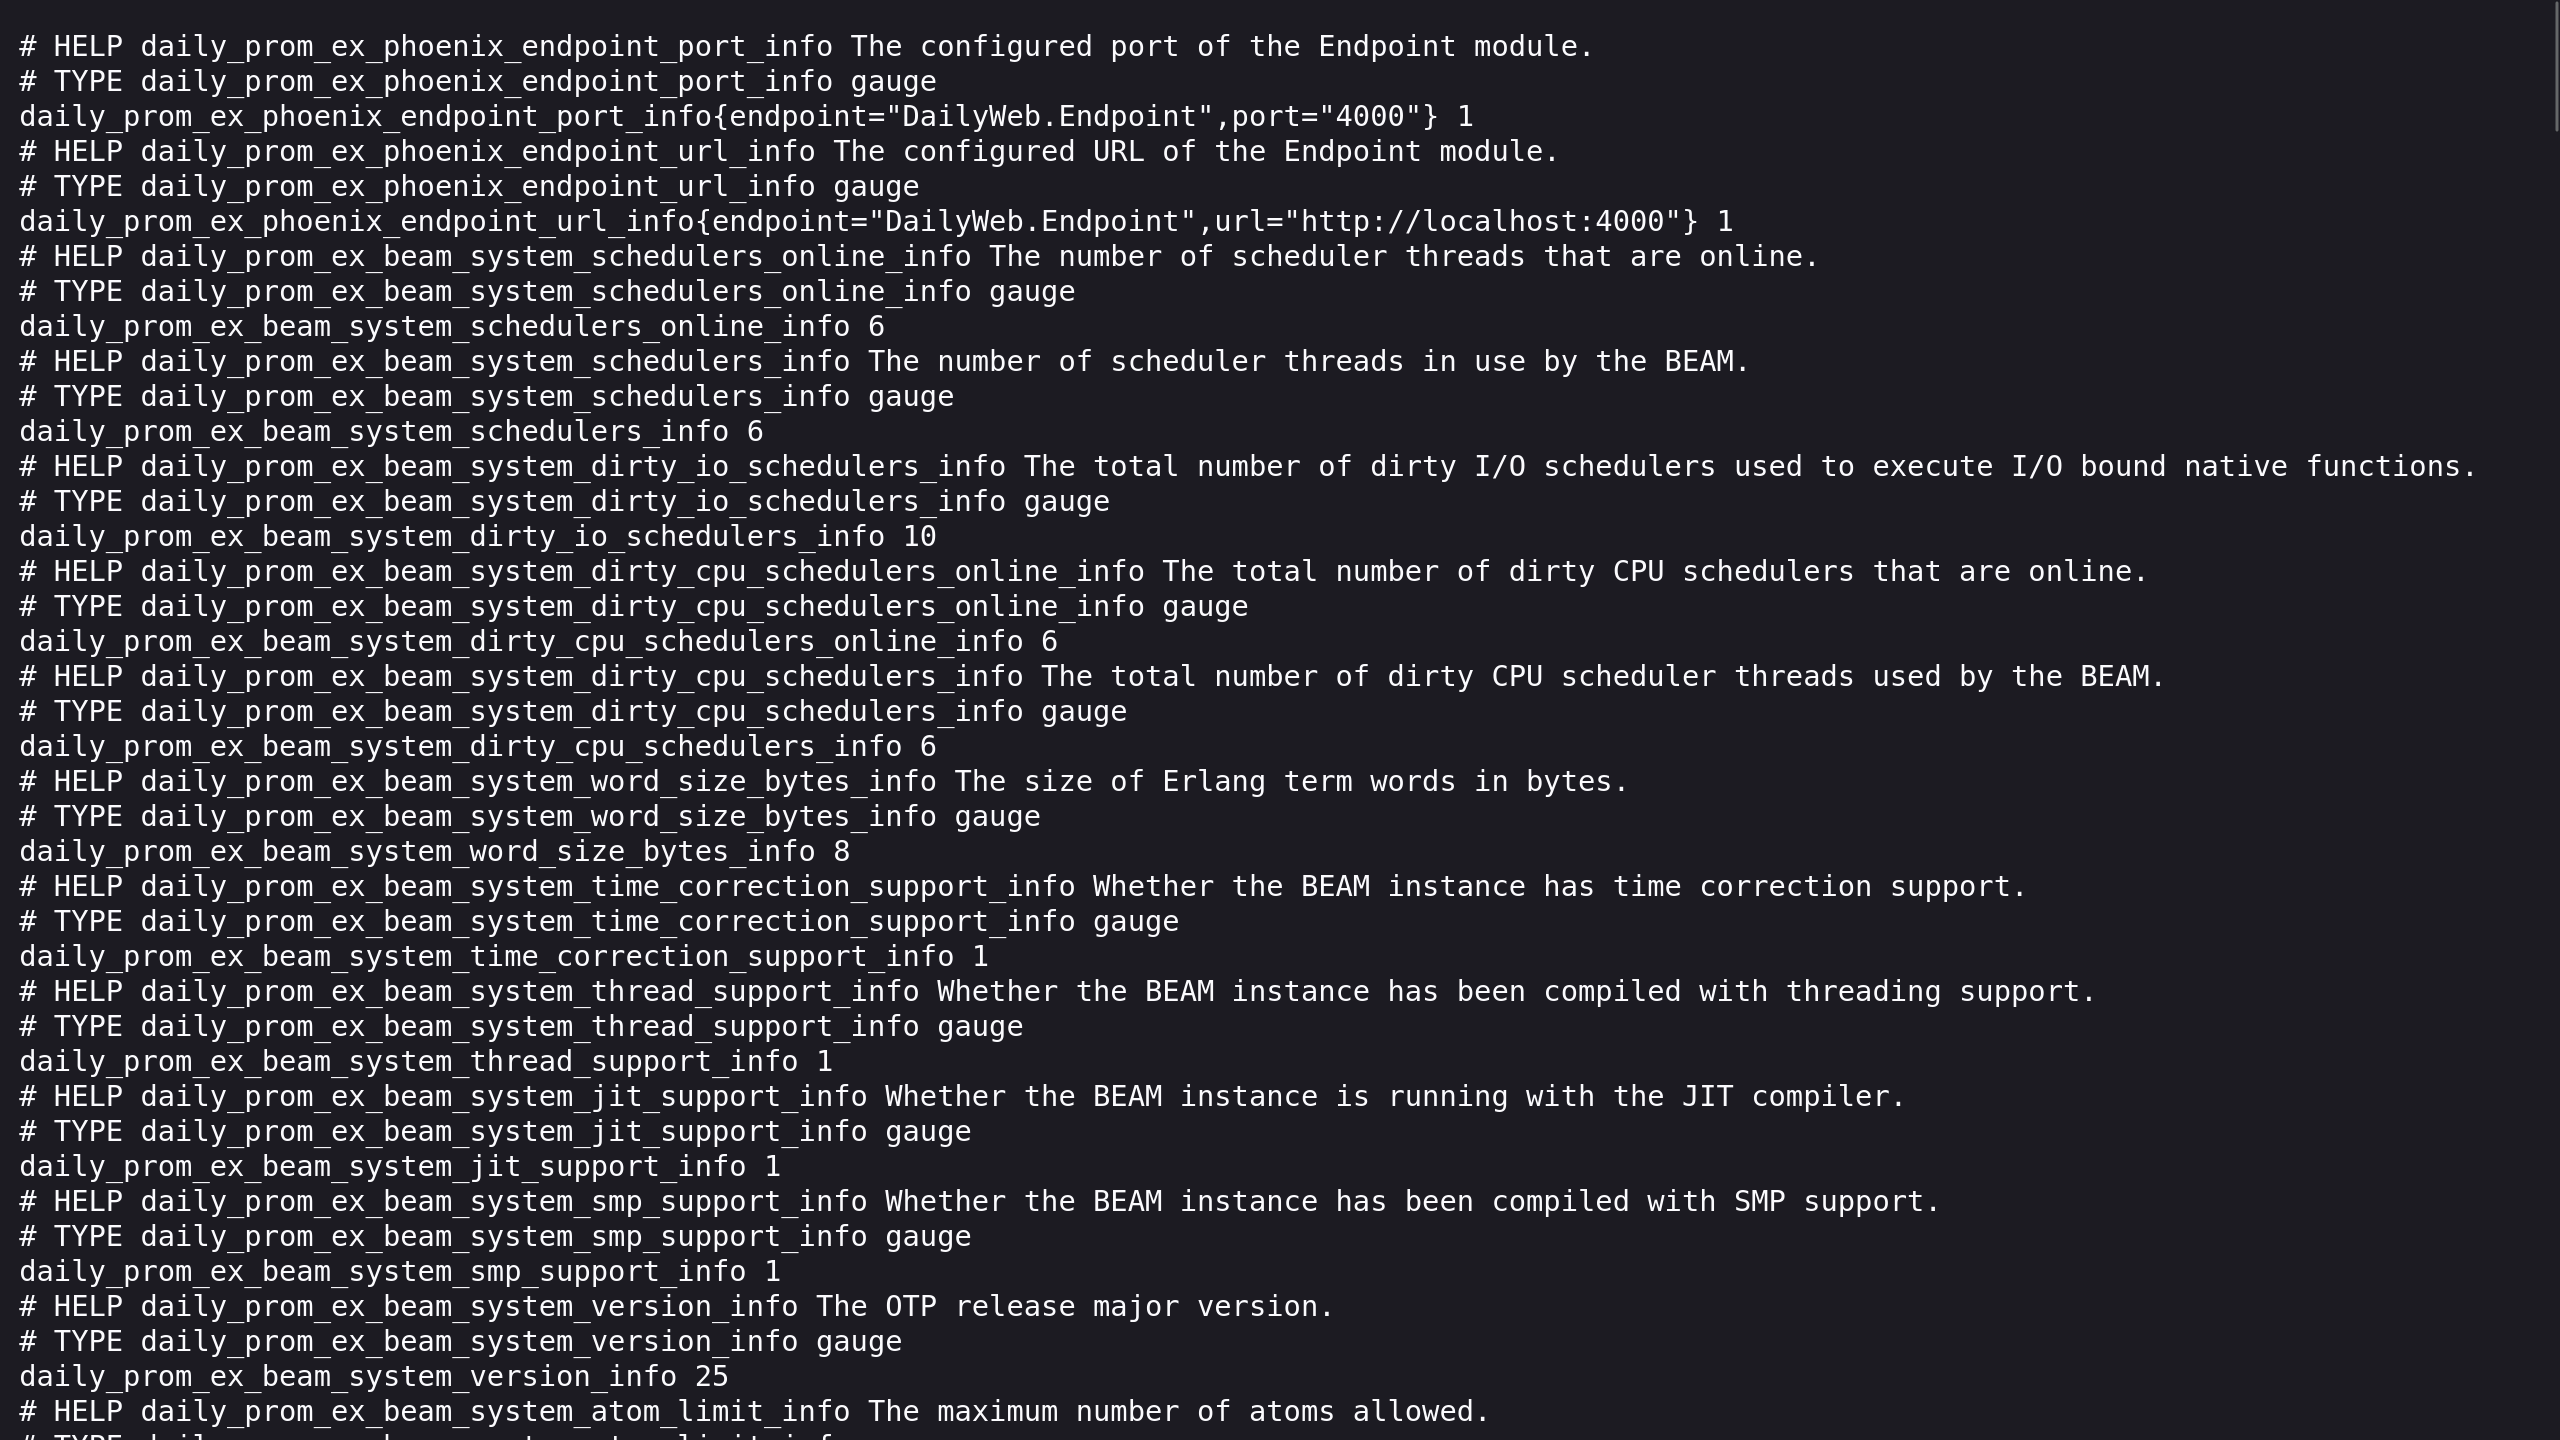 # HELP daily_prom_ex_phoenix_endpoint_port_info The configured port of the Endpoint module.
# TYPE daily_prom_ex_phoenix_endpoint_port_info gauge
daily_prom_ex_phoenix_endpoint_port_info{endpoint="DailyWeb.Endpoint",port="4000"} 1
# HELP daily_prom_ex_phoenix_endpoint_url_info The configured URL of the Endpoint module.
# TYPE daily_prom_ex_phoenix_endpoint_url_info gauge
daily_prom_ex_phoenix_endpoint_url_info{endpoint="DailyWeb.Endpoint",url="http://localhost:4000"} 1
# HELP daily_prom_ex_beam_system_schedulers_online_info The number of scheduler threads that are online.
# TYPE daily_prom_ex_beam_system_schedulers_online_info gauge
daily_prom_ex_beam_system_schedulers_online_info 6
# HELP daily_prom_ex_beam_system_schedulers_info The number of scheduler threads in use by the BEAM.
# TYPE daily_prom_ex_beam_system_schedulers_info gauge
daily_prom_ex_beam_system_schedulers_info 6
# HELP daily_prom_ex_beam_system_dirty_io_schedulers_info The total number of dirty I/O schedulers used to execute I/O bound native functions.
# TYPE daily_prom_ex_beam_system_dirty_io_schedulers_info gauge
daily_prom_ex_beam_system_dirty_io_schedulers_info 10
# HELP daily_prom_ex_beam_system_dirty_cpu_schedulers_online_info The total number of dirty CPU schedulers that are online.
# TYPE daily_prom_ex_beam_system_dirty_cpu_schedulers_online_info gauge
daily_prom_ex_beam_system_dirty_cpu_schedulers_online_info 6
# HELP daily_prom_ex_beam_system_dirty_cpu_schedulers_info The total number of dirty CPU scheduler threads used by the BEAM.
# TYPE daily_prom_ex_beam_system_dirty_cpu_schedulers_info gauge
daily_prom_ex_beam_system_dirty_cpu_schedulers_info 6
# HELP daily_prom_ex_beam_system_word_size_bytes_info The size of Erlang term words in bytes.
# TYPE daily_prom_ex_beam_system_word_size_bytes_info gauge
daily_prom_ex_beam_system_word_size_bytes_info 8
# HELP daily_prom_ex_beam_system_time_correction_support_info Whether the BEAM instance has time correction support.
# TYPE daily_prom_ex_beam_system_time_correction_support_info gauge
daily_prom_ex_beam_system_time_correction_support_info 1
# HELP daily_prom_ex_beam_system_thread_support_info Whether the BEAM instance has been compiled with threading support.
# TYPE daily_prom_ex_beam_system_thread_support_info gauge
daily_prom_ex_beam_system_thread_support_info 1
# HELP daily_prom_ex_beam_system_jit_support_info Whether the BEAM instance is running with the JIT compiler.
# TYPE daily_prom_ex_beam_system_jit_support_info gauge
daily_prom_ex_beam_system_jit_support_info 1
# HELP daily_prom_ex_beam_system_smp_support_info Whether the BEAM instance has been compiled with SMP support.
# TYPE daily_prom_ex_beam_system_smp_support_info gauge
daily_prom_ex_beam_system_smp_support_info 1
# HELP daily_prom_ex_beam_system_version_info The OTP release major version.
# TYPE daily_prom_ex_beam_system_version_info gauge
daily_prom_ex_beam_system_version_info 25
# HELP daily_prom_ex_beam_system_atom_limit_info The maximum number of atoms allowed.